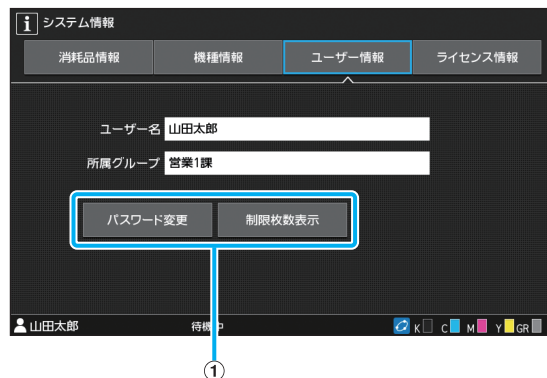 i システム情報
消耗品情報 機種情報 ユーザー情報 ライセンス情報
ユーザー名 山田太郎
所属グループ 営業1課
パスワード変更 制限枚数表示
山田太郎 待機中 K C M Y GR
①